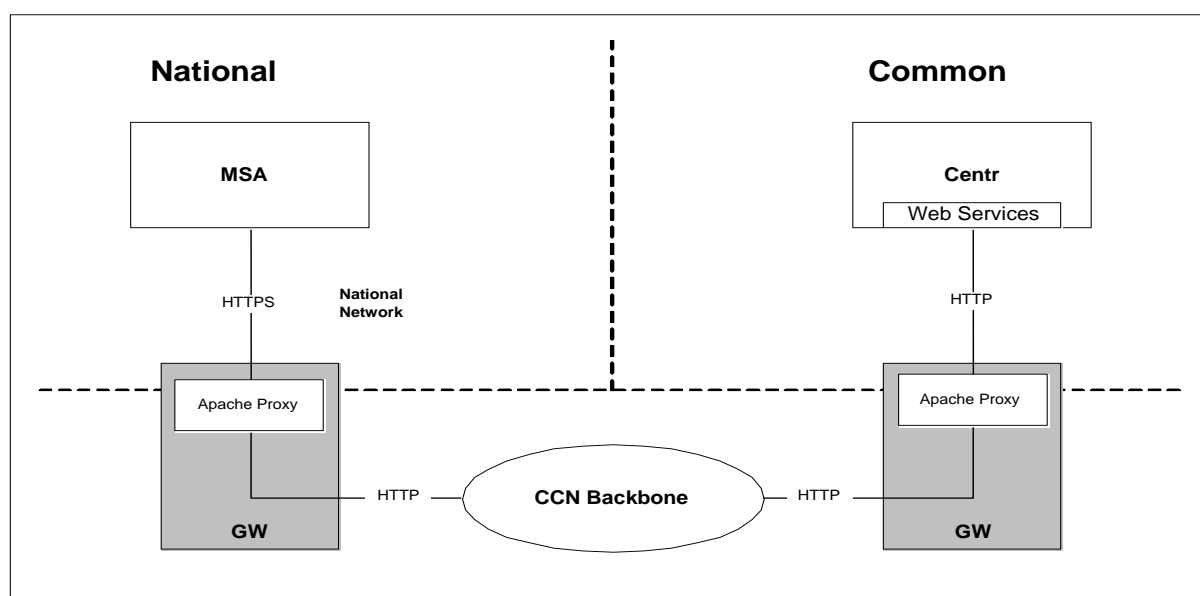 National
Common
MSA
Centr
Web Services
HTTPS
National
Network
HTTP
Apache Proxy
Apache Proxy
HTTP
CCN Backbone
HTTP
GW
GW